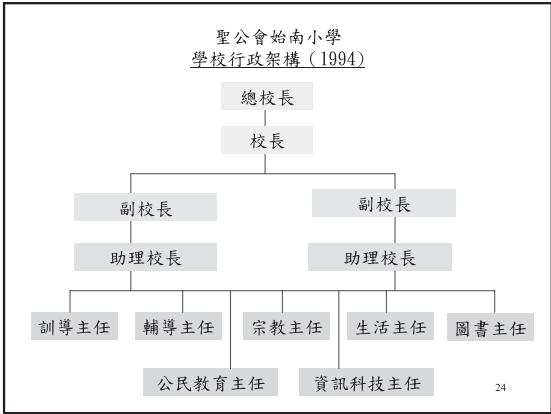 聖公會始南小學
學校行政架構（1994）
總校長
校長
副校長
副校長
助理校長
助理校長
訓導主任
輔導主任
宗教主任
生活主任
圖書主任
公民教育主任
資訊科技主任
24